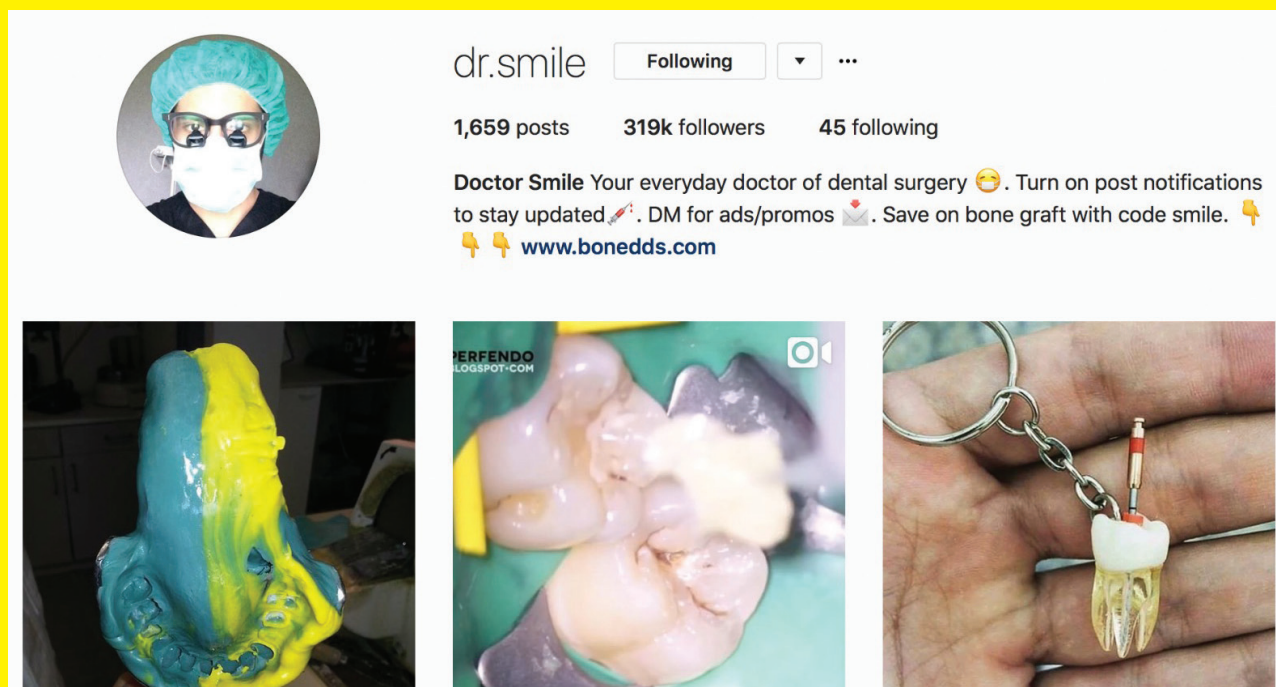 dr.smile Following
1,659 posts 319k followers 45 following
Doctor Smile Your everyday doctor of dental surgery 😷. Turn on post notifications
to stay updated💉. DM for ads/promos 📩. Save on bone graft with code smile. 👇
👇 👇 www.bonedds.com
PERFENDO
LOGSPOT·COM